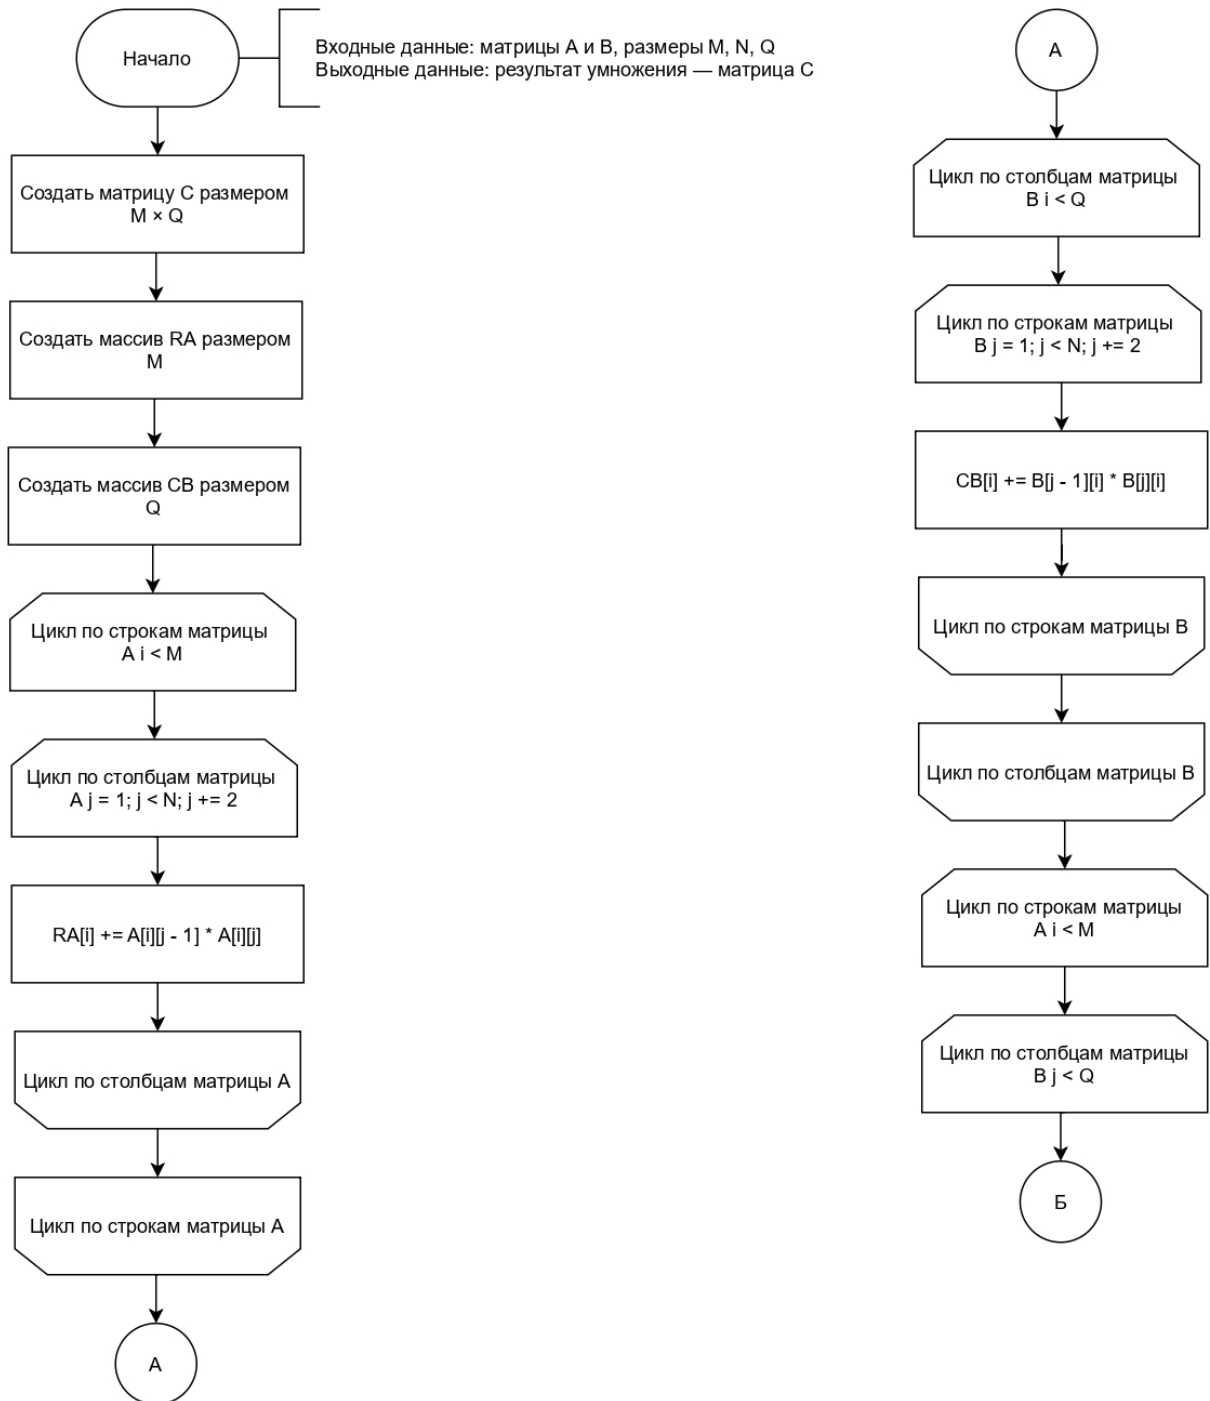 Начало
Входные данные: матрицы A и B, размеры M, N, Q
Выходные данные: результат умножения — матрица C
Создать матрицу C размером
M × Q
Создать массив RA размером
M
Создать массив CB размером
Q
Цикл по строкам матрицы
A i < M
Цикл по столбцам матрицы
A j = 1; j < N; j += 2
RA[i] += A[i][j - 1] * A[i][j]
Цикл по столбцам матрицы A
Цикл по строкам матрицы A
А
А
Цикл по столбцам матрицы
B i < Q
Цикл по строкам матрицы
B j = 1; j < N; j += 2
CB[i] += B[j - 1][i] * B[j][i]
Цикл по строкам матрицы B
Цикл по столбцам матрицы B
Цикл по строкам матрицы
A i < M
Цикл по столбцам матрицы
B j < Q
Б